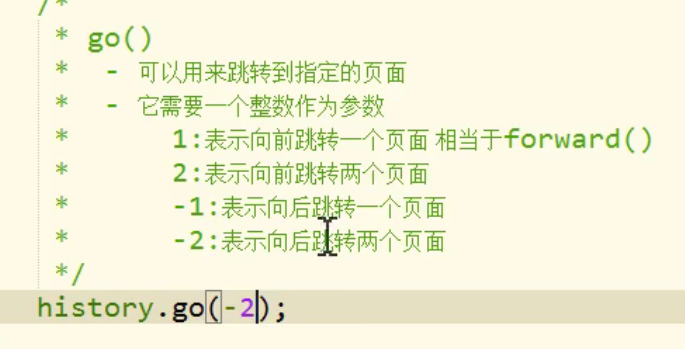 /*
* go()
* - 可以用来跳转到指定的页面
* - 它需要一个整数作为参数
* 1:表示向前跳转一个页面 相当于forward()
* 2:表示向前跳转两个页面
* -1:表示向后跳转一个页面
* -2:表示向后跳转两个页面
*/
history.go(-2);